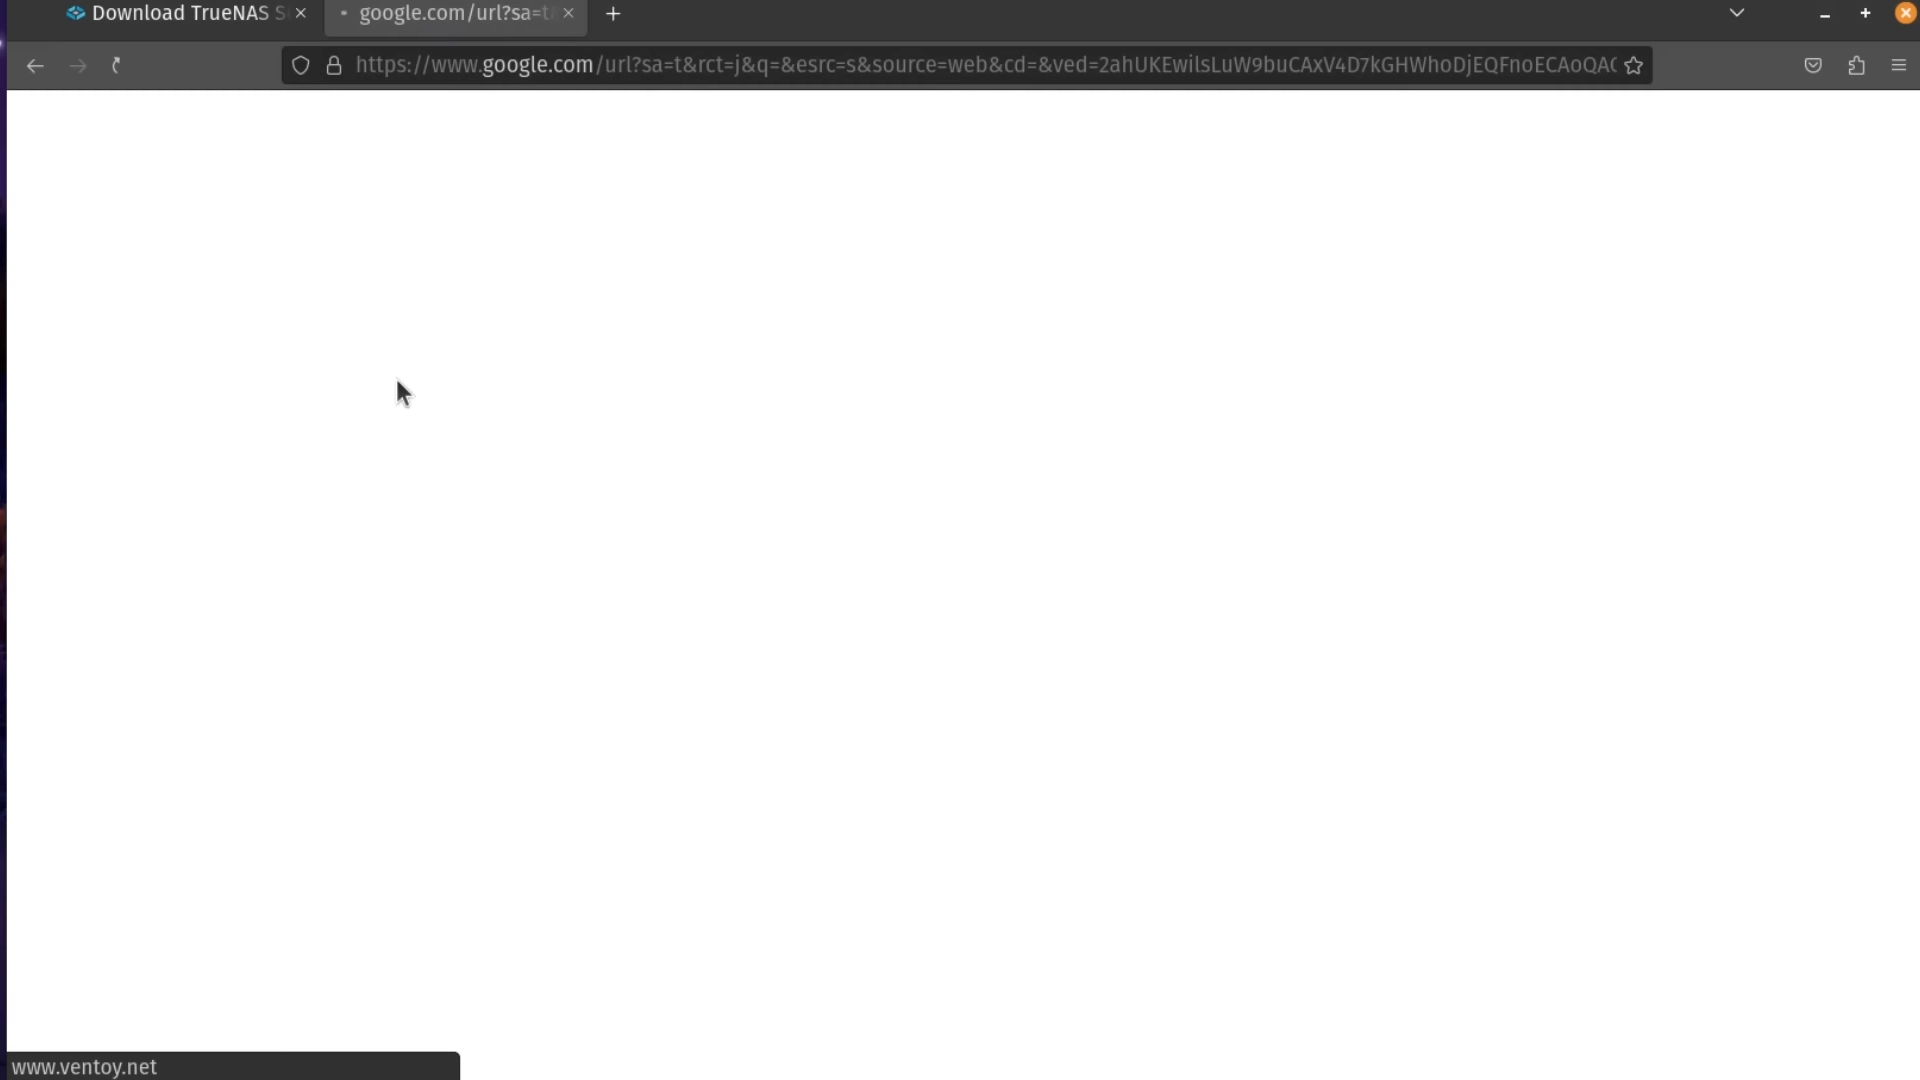 Download TrueNAS S
google.com/url?sa=t
https://www.google.com/url?sa=t&rct=j&q=&esrc=s&source=web&cd=&ved=2ahUKEwilsLuW9buCAxV4D7kGHWhoDjEQFnoECAoQAC
www.ventoy.net